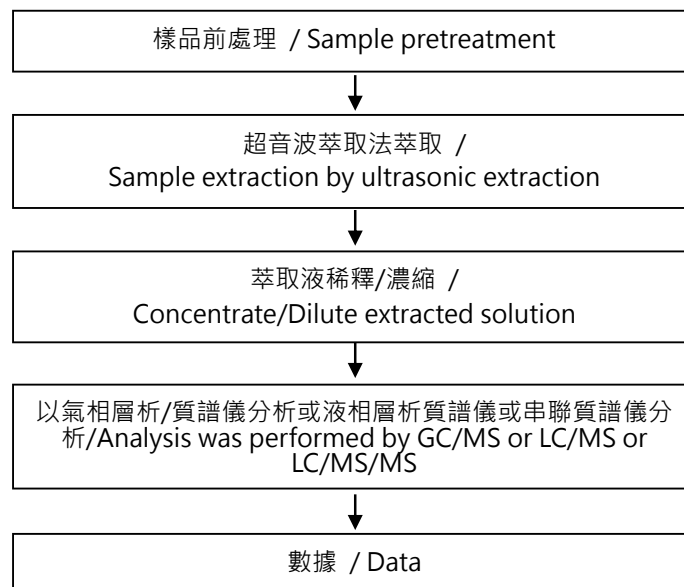 樣品前處理 / Sample pretreatment
超音波萃取法萃取 /
Sample extraction by ultrasonic extraction
萃取液稀釋/濃縮 /
Concentrate/Dilute extracted solution
以氣相層析/質譜儀分析或液相層析質譜儀或串聯質譜儀分
析/Analysis was performed by GC/MS or LC/MS or
LC/MS/MS
數據 / Data